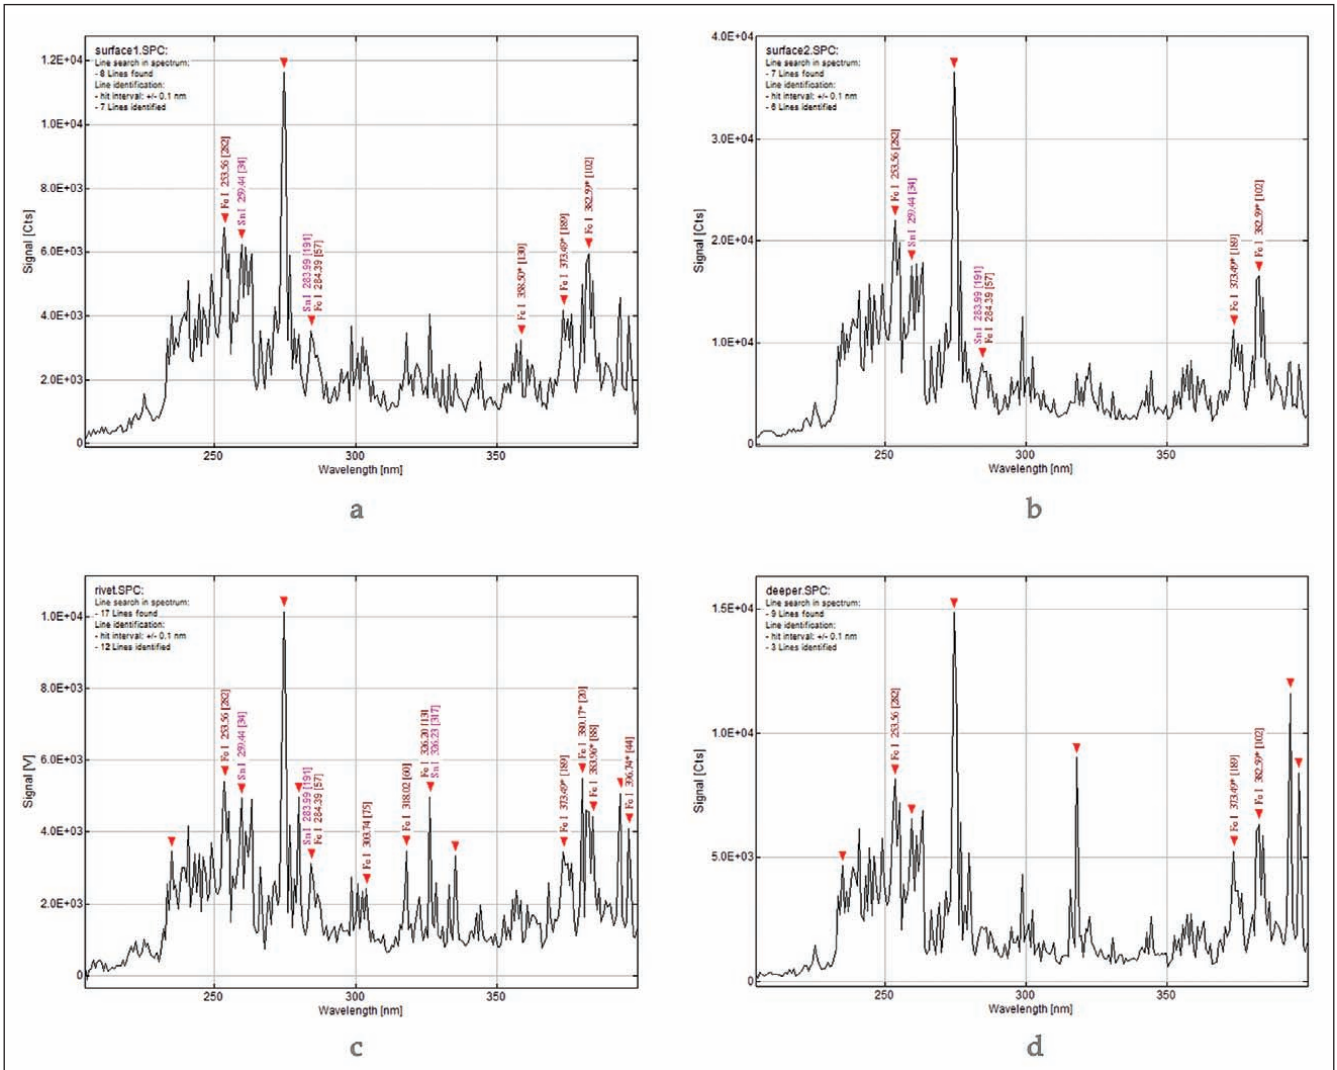 surface1.SPC:
Line search in spectrum:
- 8 Lines found
Line identification:
- hit interval: +/- 0.1 nm
- 7 Lines identified
Signal [Cts]
1.2E+04
1.0E+04
8.0E+03
6.0E+03
4.0E+03
2.0E+03
0
Fe I 253.56 [282]
Sn I 259.44 [34]
Sn I 283.99 [191]
Fe I 284.39 [57]
Fe I 358.50* [130]
Fe I 373.49* [189]
Fe I 382.59* [102]
250
300
350
Wavelength [nm]
a
surface2.SPC:
Line search in spectrum:
- 7 Lines found
Line identification:
- hit interval: +/- 0.1 nm
- 6 Lines identified
Signal [Cts]
4.0E+04
3.0E+04
2.0E+04
1.0E+04
0
Fe I 253.56 [282]
Sn I 259.44 [34]
Sn I 283.99 [191]
Fe I 284.39 [57]
Fe I 373.49* [189]
Fe I 382.59* [102]
250
300
350
Wavelength [nm]
b
rivet.SPC:
Line search in spectrum:
- 17 Lines found
Line identification:
- hit interval: +/- 0.1 nm
- 12 Lines identified
Signal [V]
1.0E+04
8.0E+03
6.0E+03
4.0E+03
2.0E+03
0
Fe I 253.56 [282]
Sn I 259.44 [34]
Sn I 283.99 [191]
Fe I 284.39 [57]
Fe I 303.74 [75]
Fe I 318.02 [60]
Fe I 326.20 [13]
Sn I 326.23 [317]
Fe I 373.49* [189]
Fe I 380.17* [20]
Fe I 383.96* [88]
Fe I 396.74* [44]
250
300
350
Wavelength [nm]
c
deeper.SPC:
Line search in spectrum:
- 9 Lines found
Line identification:
- hit interval: +/- 0.1 nm
- 3 Lines identified
Signal [Cts]
1.5E+04
1.0E+04
5.0E+03
0
Fe I 253.56 [282]
Fe I 373.49* [189]
Fe I 382.59* [102]
250
300
350
Wavelength [nm]
d